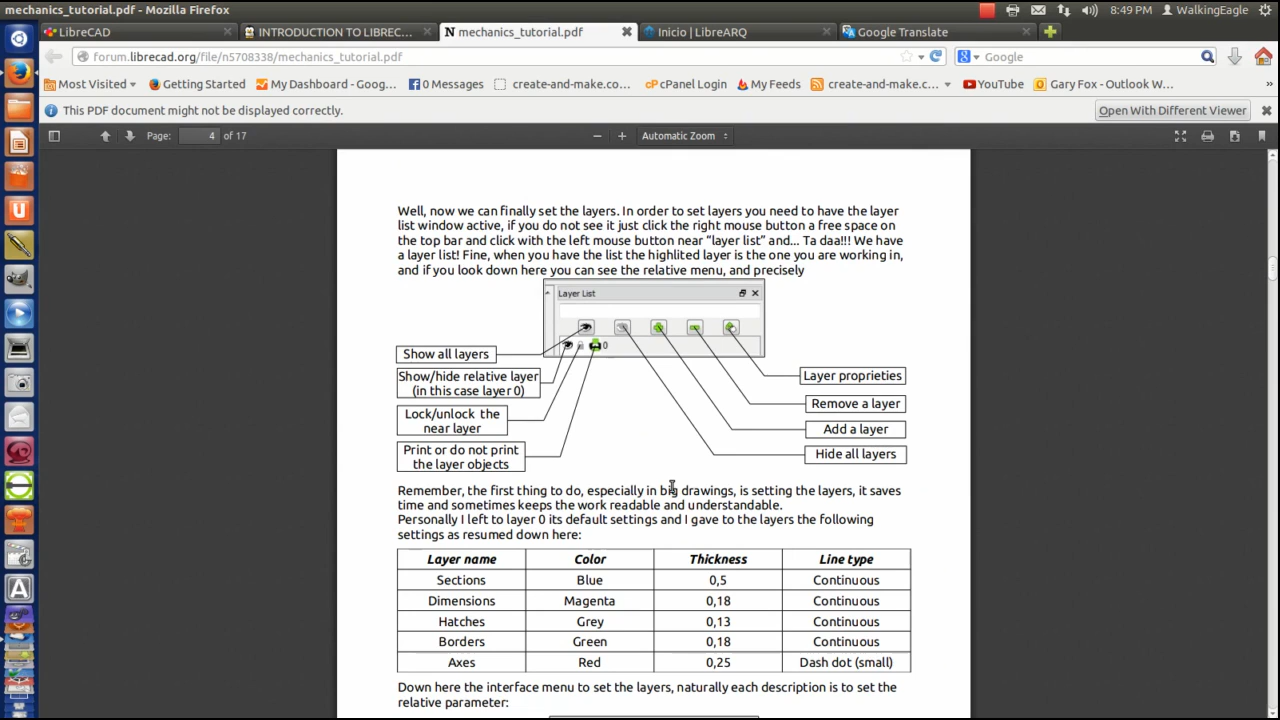 mechanics_tutorial.pdf - Mozilla Firefox
8:49 PM WalkingEagle
LibreCAD
INTRODUCTION TO LIBREC...
mechanics_tutorial.pdf
Inicio | LibreARQ
Google Translate
forum.librecad.org/file/n5708338/mechanics_tutorial.pdf
Google
Most Visited
Getting Started
My Dashboard - Goog...
0 Messages
create-and-make.co...
cPanel Login
My Feeds
create-and-make.c...
YouTube
Gary Fox - Outlook W...
This PDF document might not be displayed correctly.
Open With Different Viewer
Page: 4 of 17
Automatic Zoom
Well, now we can finally set the layers. In order to set layers you need to have the layer
list window active, if you do not see it just click the right mouse button a free space on
the top bar and click with the left mouse button near “layer list” and... Ta daa!!! We have
a layer list! Fine, when you have the list the highlited layer is the one you are working in,
and if you look down here you can see the relative menu, and precisely
Layer List
0
Show all layers
Show/hide relative layer
(in this case layer 0)
Lock/unlock the
near layer
Print or do not print
the layer objects
Layer proprieties
Remove a layer
Add a layer
Hide all layers
Remember, the first thing to do, especially in big drawings, is setting the layers, it saves
time and sometimes keeps the work readable and understandable.
Personally I left to layer 0 its default settings and I gave to the layers the following
settings as resumed down here:
Layer name Color Thickness Line type
Sections Blue 0,5 Continuous
Dimensions Magenta 0,18 Continuous
Hatches Grey 0,13 Continuous
Borders Green 0,18 Continuous
Axes Red 0,25 Dash dot (small)
Down here the interface menu to set the layers, naturally each description is to set the
relative parameter: